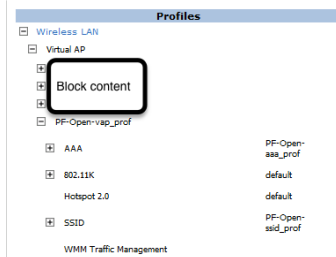 Profiles
Wireless LAN
Virtual AP
Block content
PF-Open-vap_prof
AAA
PF-Open-
aaa_prof
802.11K
default
Hotspot 2.0
default
SSID
PF-Open-
ssid_prof
WMM Traffic Management